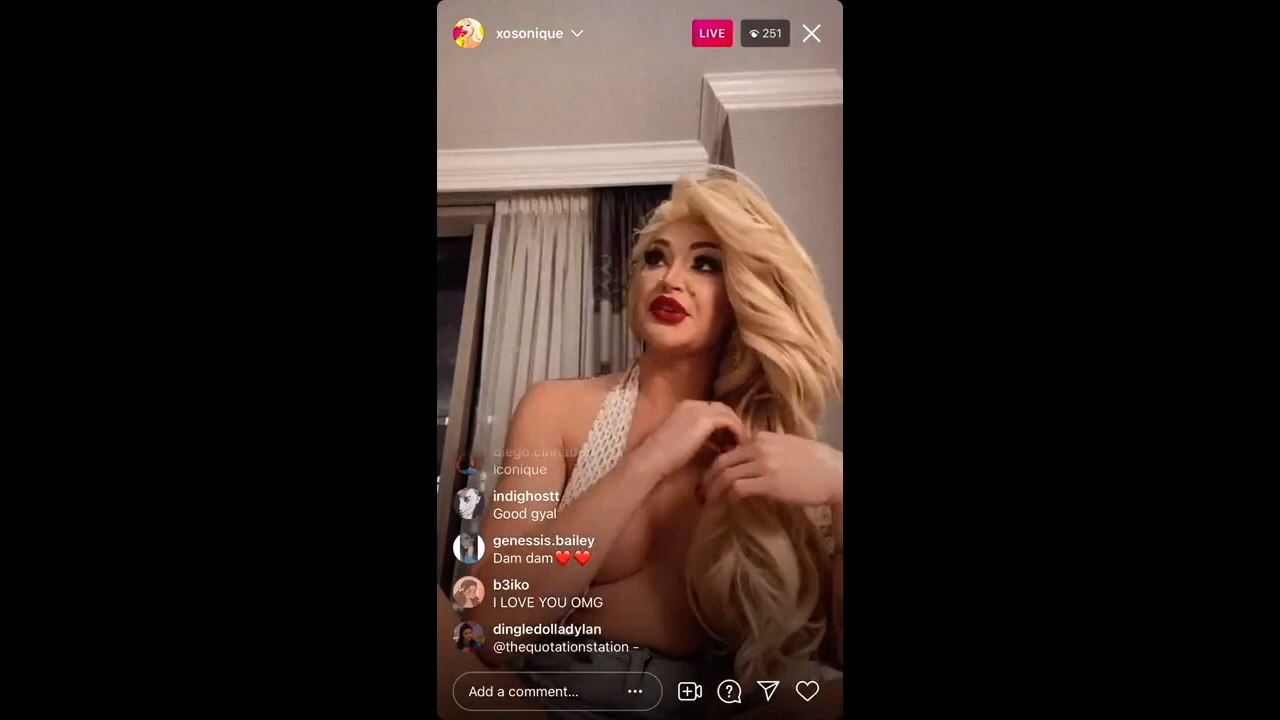 xosonique
LIVE
251
Iconique
indighostt
Good gyal
genessis.bailey
Dam dam❤️❤️
b3iko
I LOVE YOU OMG
dingledolladylan
@thequotationstation -
Add a comment...